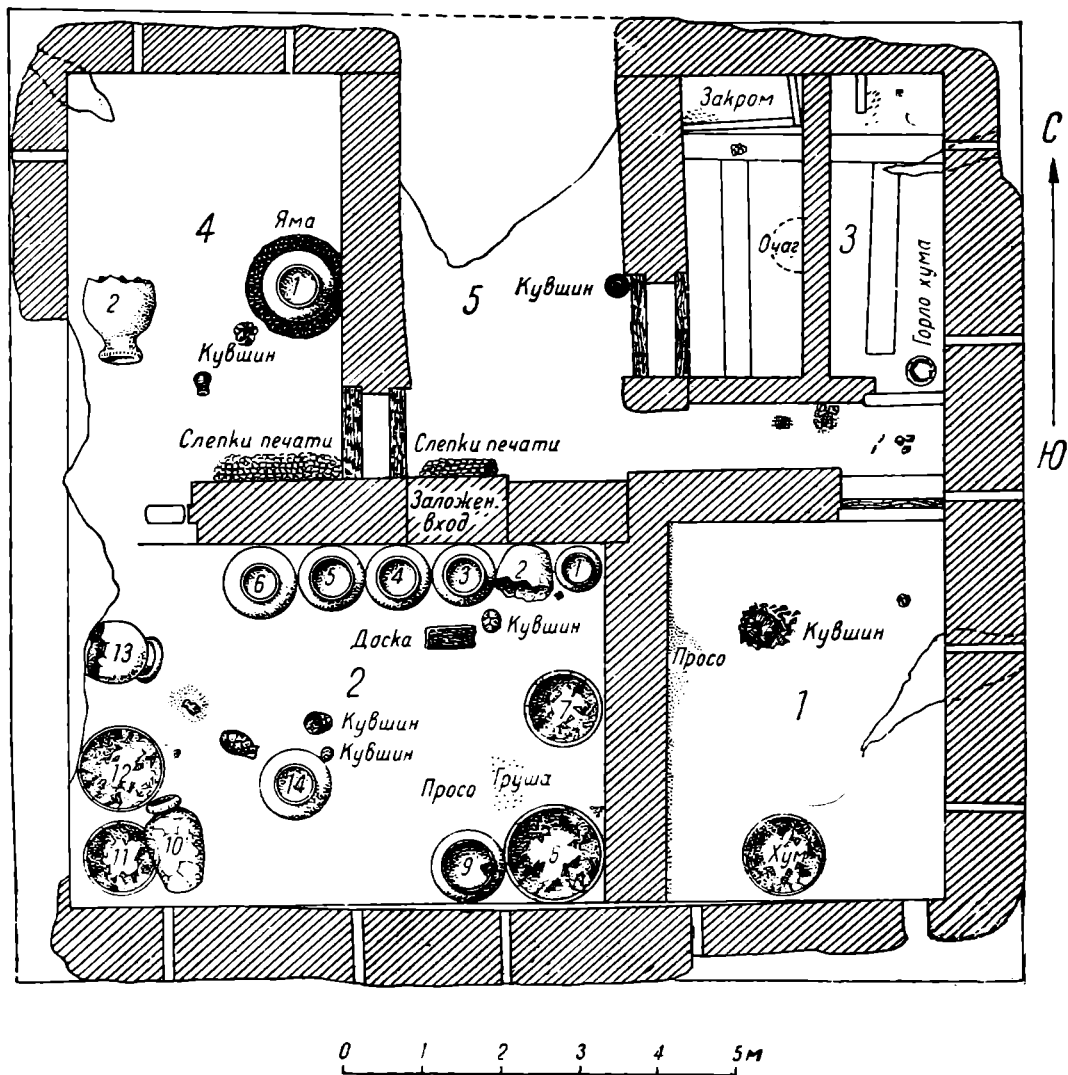 Закром
С
4
Яма
Очаг
3
1
2
5
Кувшин
Горло хума
Кувшин
Ю
Слепки печати
Слепки печати
Заложен.
вход
6
5
4
3
2
1
Кувшин
Доска
13
2
Просо
Кувшин
1
7
Кувшин
Кувшин
12
14
Просо
Груша
10
11
9
5
Хум
0
1
2
3
4
5 м